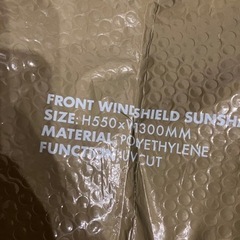 FRONT WINDSHIELD SUNSH
SIZE: H550×W1300MM
MATERIAL: POYETHYLENE
FUNCTION: UVCUT